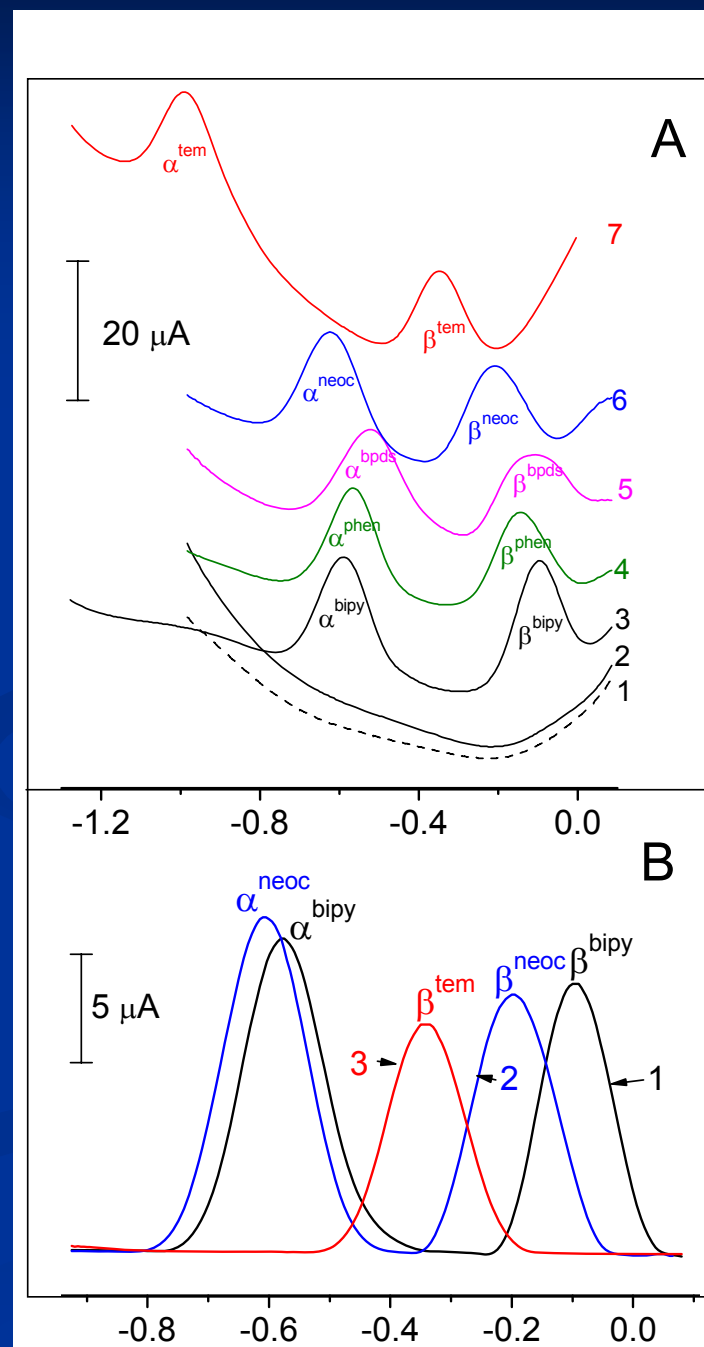 A
α^tem
7
20 μA
β^tem
α^neoc
6
β^neoc
α^bpds
β^bpds
5
α^phen
β^phen
4
α^bipy
β^bipy
3
2
1
-1.2 -0.8 -0.4 0.0
B
α^neoc
α^bipy
β^neoc β^bipy
β^tem
5 μA
3 2 1
-0.8 -0.6 -0.4 -0.2 0.0